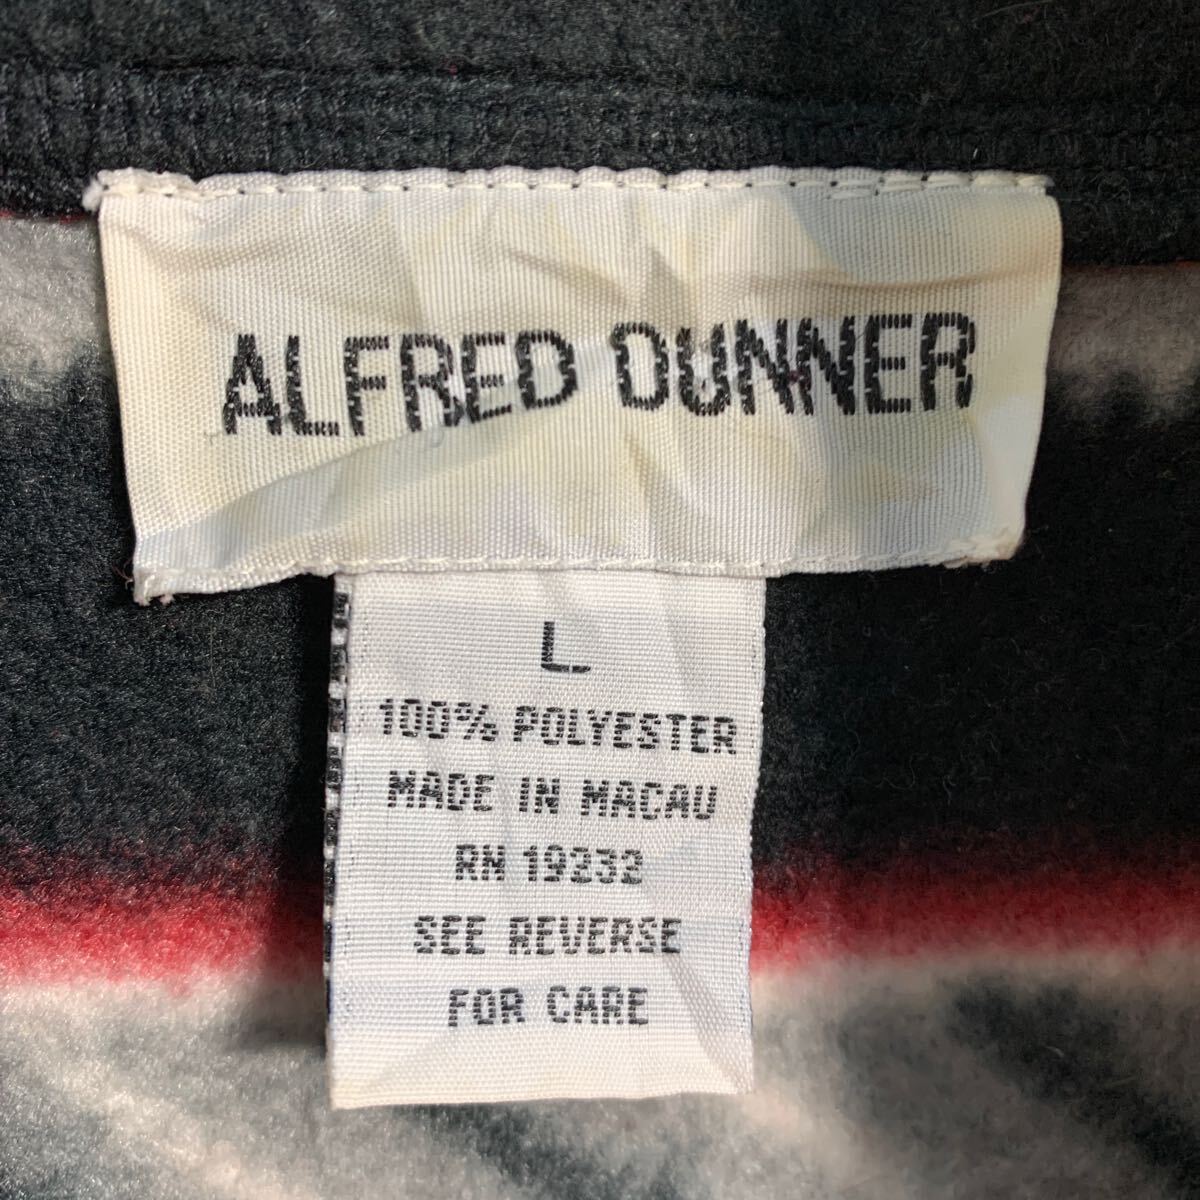 ALFRED DUNNER
L
100% POLYESTER
MADE IN MACAU
RN 19232
SEE REVERSE
FOR CARE